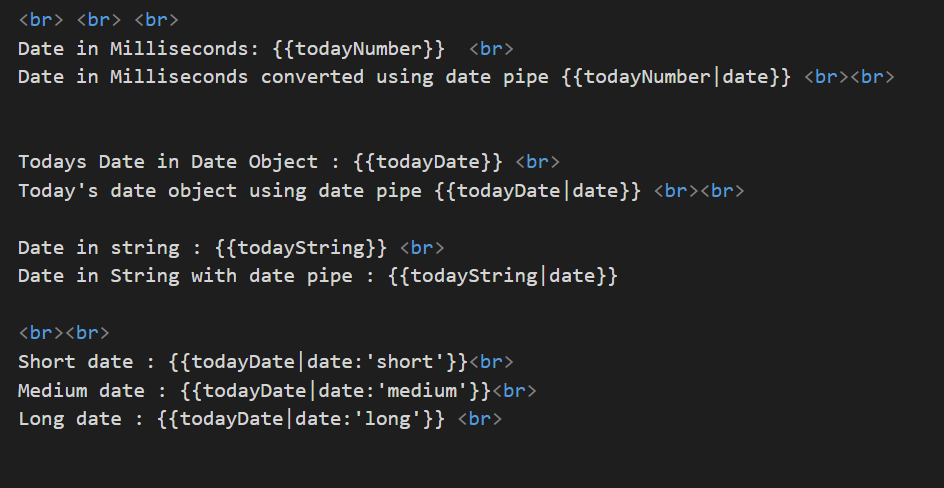 <br> <br> <br>
Date in Milliseconds: {{todayNumber}}  <br>
Date in Milliseconds converted using date pipe {{todayNumber|date}} <br><br>
Todays Date in Date Object : {{todayDate}} <br>
Today's date object using date pipe {{todayDate|date}} <br><br>
Date in string : {{todayString}} <br>
Date in String with date pipe : {{todayString|date}}
<br><br>
Short date : {{todayDate|date:'short'}}<br>
Medium date : {{todayDate|date:'medium'}}<br>
Long date : {{todayDate|date:'long'}} <br>